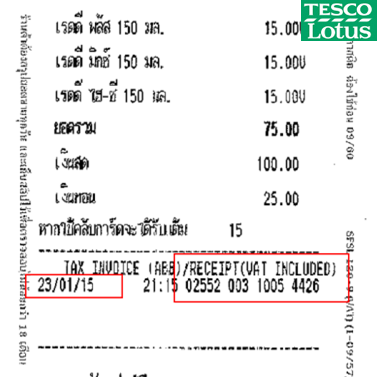 TESCO
Lotus
เรดดี พลัส 150 มล. 15.00U
เรดดี มิกซ์ 150 มล. 15.00U
เรดดี ไฮ-ซี 150 มล. 15.00U
ยอดรวม 75.00
เงินสด 100.00
เงินทอน 25.00
หากใช้คลับการ์ดจะได้รับแต้ม 15
TAX INVOICE (ABB)/RECEIPT(VAT INCLUDED)
23/01/15 21:15 02552 003 1005 4426